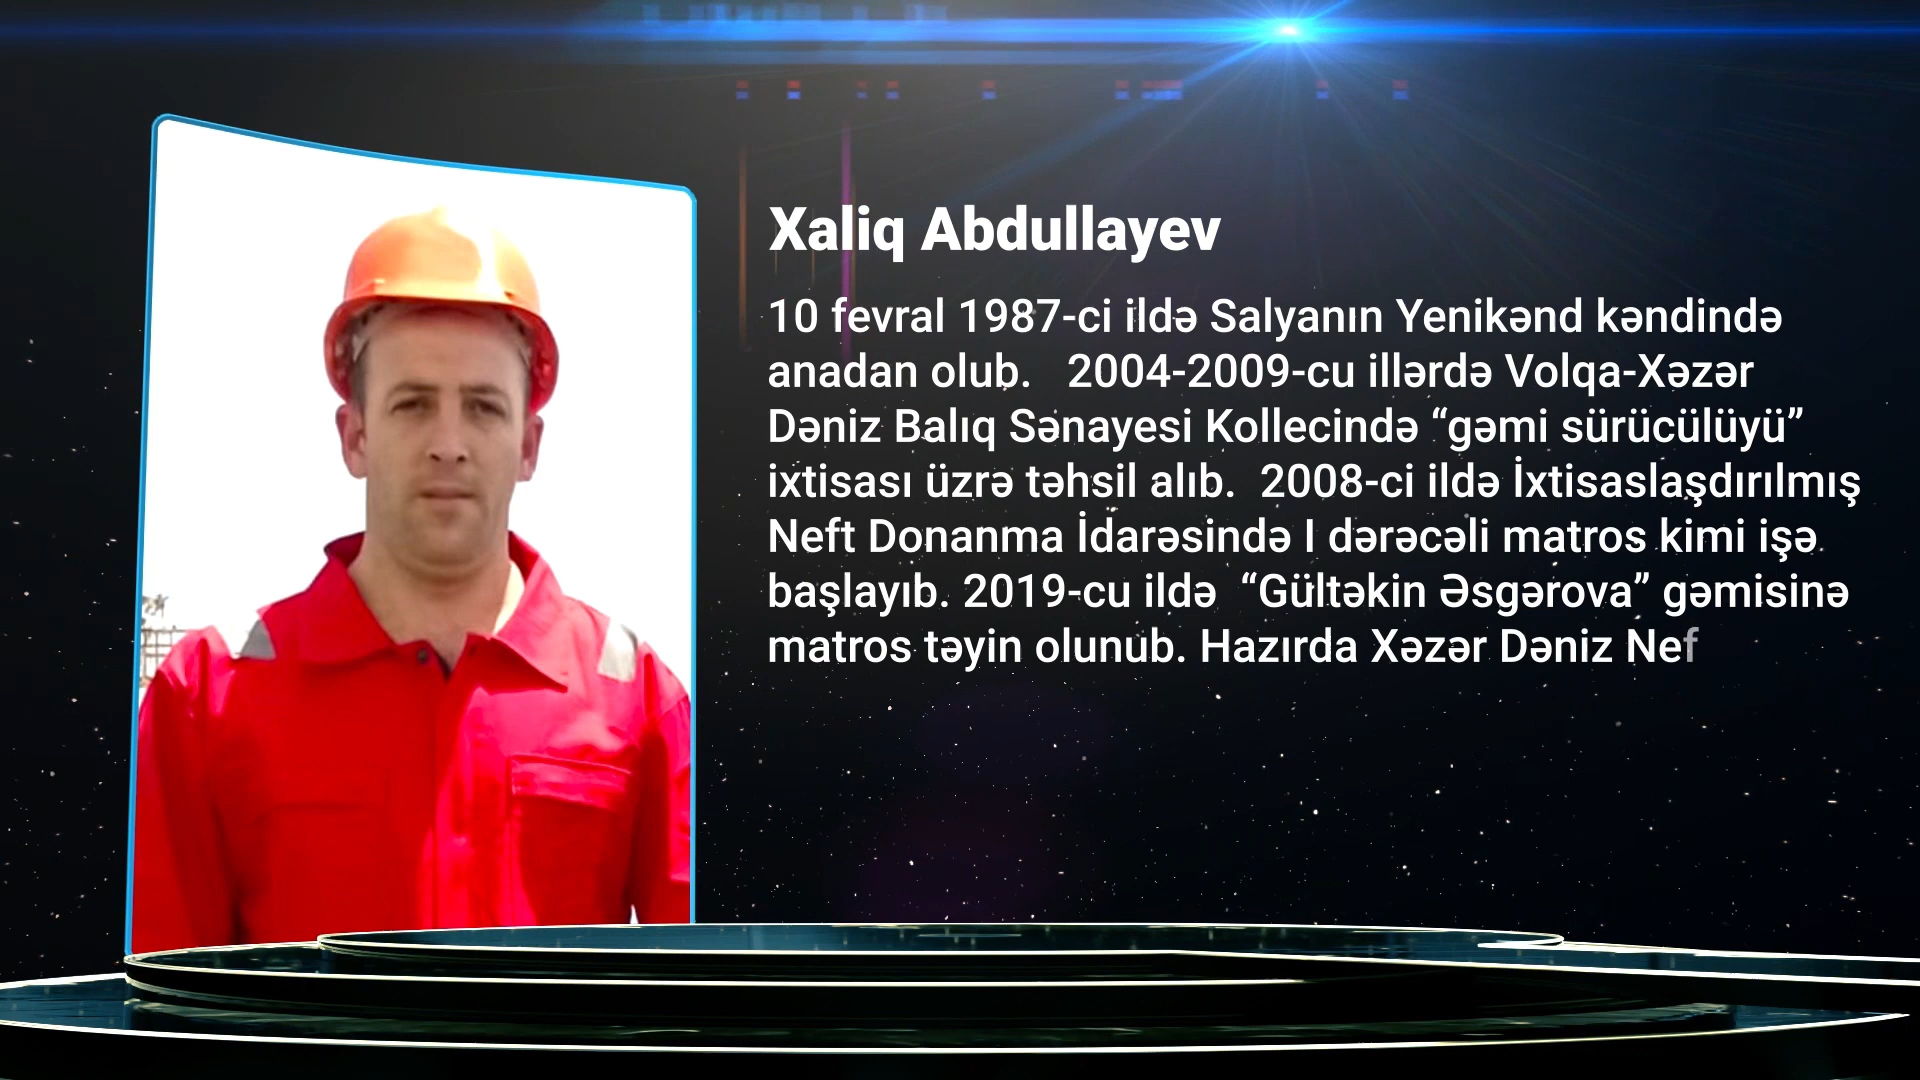 Xaliq Abdullayev
10 fevral 1987-ci ildə Salyanın Yenikənd kəndində
anadan olub. 2004-2009-cu illərdə Volqa-Xəzər
Dəniz Balıq Sənayesi Kollecində “gəmi sürücülüyü”
ixtisası üzrə təhsil alıb. 2008-ci ildə İxtisaslaşdırılmış
Neft Donanma İdarəsində I dərəcəli matros kimi işə
başlayıb. 2019-cu ildə “Gültəkin Əsgərova” gəmisinə
matros təyin olunub. Hazırda Xəzər Dəniz Nef